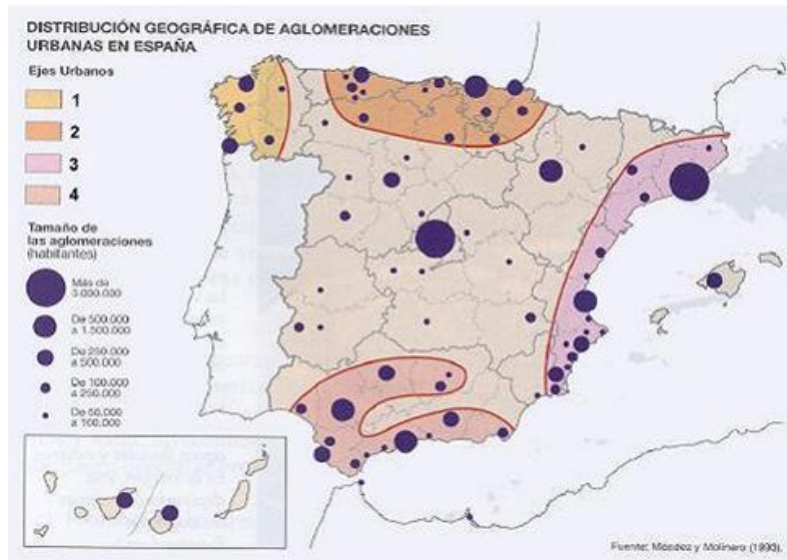 DISTRIBUCIÓN GEOGRÁFICA DE AGLOMERACIONES
URBANAS EN ESPAÑA
Ejes Urbanos
1
2
3
4
Tamaño de
las aglomeraciones
(habitantes)
Más de
3.000.000
De 500.000
a 1.500.000
De 250.000
a 500.000
De 100.000
a 250.000
De 50.000
a 100.000
Fuente: Méndez y Molinero (1993).